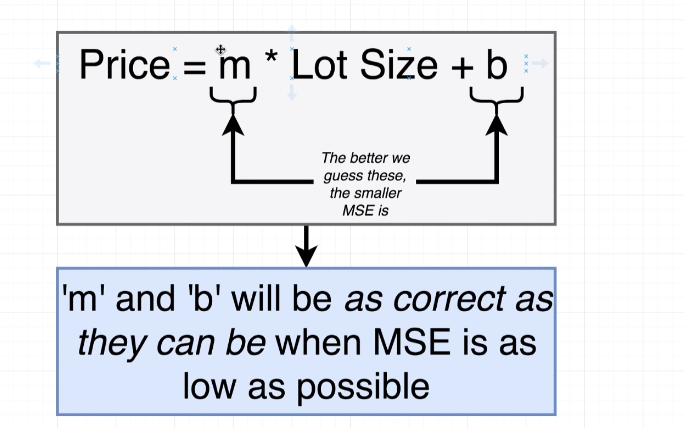 Price = m * Lot Size + b
The better we
guess these,
the smaller
MSE is
'm' and 'b' will be as correct as
they can be when MSE is as
low as possible